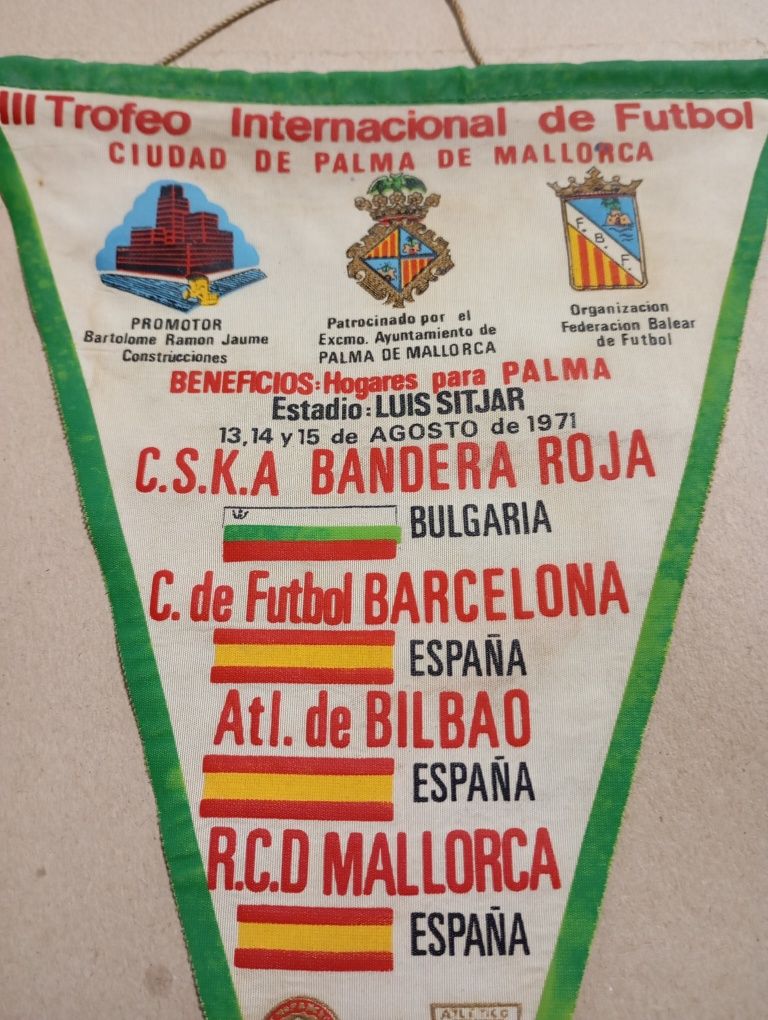 III Trofeo Internacional de Futbol
CIUDAD DE PALMA DE MALLORCA
F.B.F.
PROMOTOR
Bartolome Ramon Jaume
Construcciones
Patrocinado por el
Excmo. Ayuntamiento de
PALMA DE MALLORCA
Organizacion
Federacion Balear
de Futbol
BENEFICIOS: Hogares para PALMA
Estadio: LUIS SITJAR
13, 14 y 15 de AGOSTO de 1971
C.S.K.A BANDERA ROJA
BULGARIA
C. de Futbol BARCELONA
ESPAÑA
Atl. de BILBAO
ESPAÑA
R.C.D MALLORCA
ESPAÑA
ATLETICO